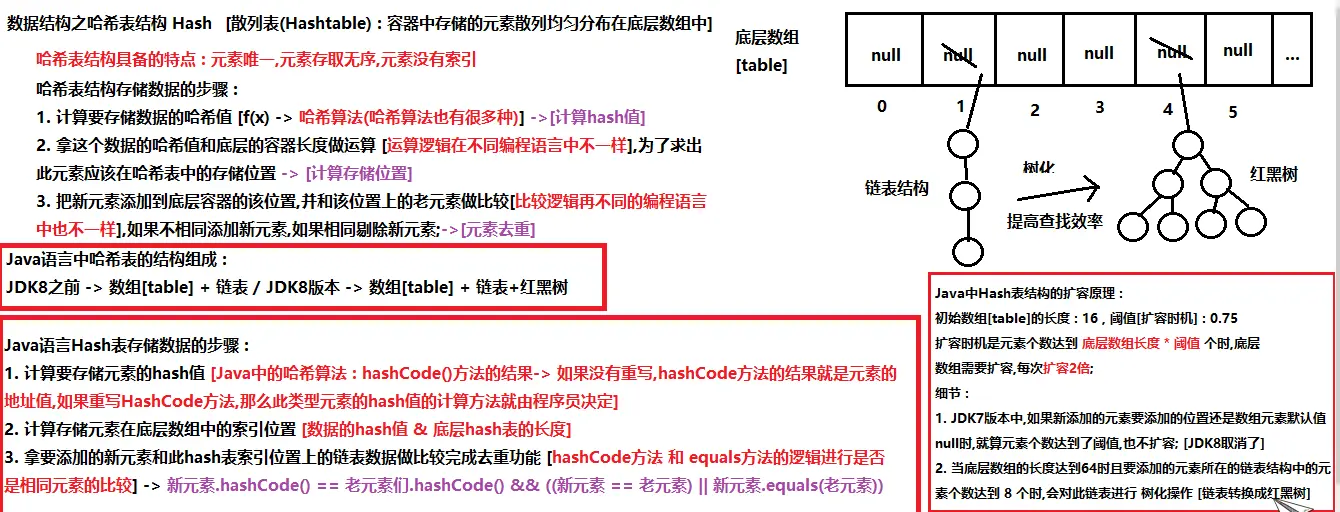 数据结构之哈希表结构 Hash [散列表(Hashtable) : 容器中存储的元素散列均匀分布在底层数组中]
哈希表结构具备的特点 : 元素唯一,元素存取无序,元素没有索引
哈希表结构存储数据的步骤 :
1. 计算要存储数据的哈希值 [f(x) -> 哈希算法(哈希算法也有很多种)] ->[计算hash值]
2. 拿这个数据的哈希值和底层的容器长度做运算 [运算逻辑在不同编程语言中不一样],为了求出
此元素应该在哈希表中的存储位置 -> [计算存储位置]
3. 把新元素添加到底层容器的该位置,并和该位置上的老元素做比较[比较逻辑再不同的编程语言
中也不一样],如果不相同添加新元素,如果相同剔除新元素;->[元素去重]
底层数组
[table]
null null null null null null ...
0 1 2 3 4 5
链表结构
树化
提高查找效率
红黑树
Java语言中哈希表的结构组成 :
JDK8之前 -> 数组[table] + 链表 / JDK8版本 -> 数组[table] + 链表+红黑树
Java语言Hash表存储数据的步骤 :
1. 计算要存储元素的hash值 [Java中的哈希算法 : hashCode()方法的结果-> 如果没有重写,hashCode方法的结果就是元素的
地址值,如果重写HashCode方法,那么此类型元素的hash值的计算方法就由程序员决定]
2. 计算存储元素在底层数组中的索引位置 [数据的hash值 & 底层hash表的长度]
3. 拿要添加的新元素和此hash表索引位置上的链表数据做比较完成去重功能 [hashCode方法 和 equals方法的逻辑进行是否
是相同元素的比较] -> 新元素.hashCode() == 老元素们.hashCode() && ((新元素 == 老元素) || 新元素.equals(老元素))
Java中Hash表结构的扩容原理 :
初始数组[table]的长度 : 16 , 阈值[扩容时机] : 0.75
扩容时机是元素个数达到 底层数组长度 * 阈值 个时,底层
数组需要扩容,每次扩容2倍;
细节 :
1. JDK7版本中,如果新添加的元素要添加的位置还是数组元素默认值
null时,就算元素个数达到了阈值,也不扩容; [JDK8取消了]
2. 当底层数组的长度达到64时且要添加的元素所在的链表结构中的元
素个数达到 8 个时,会对此链表进行 树化操作 [链表转换成红黑树]